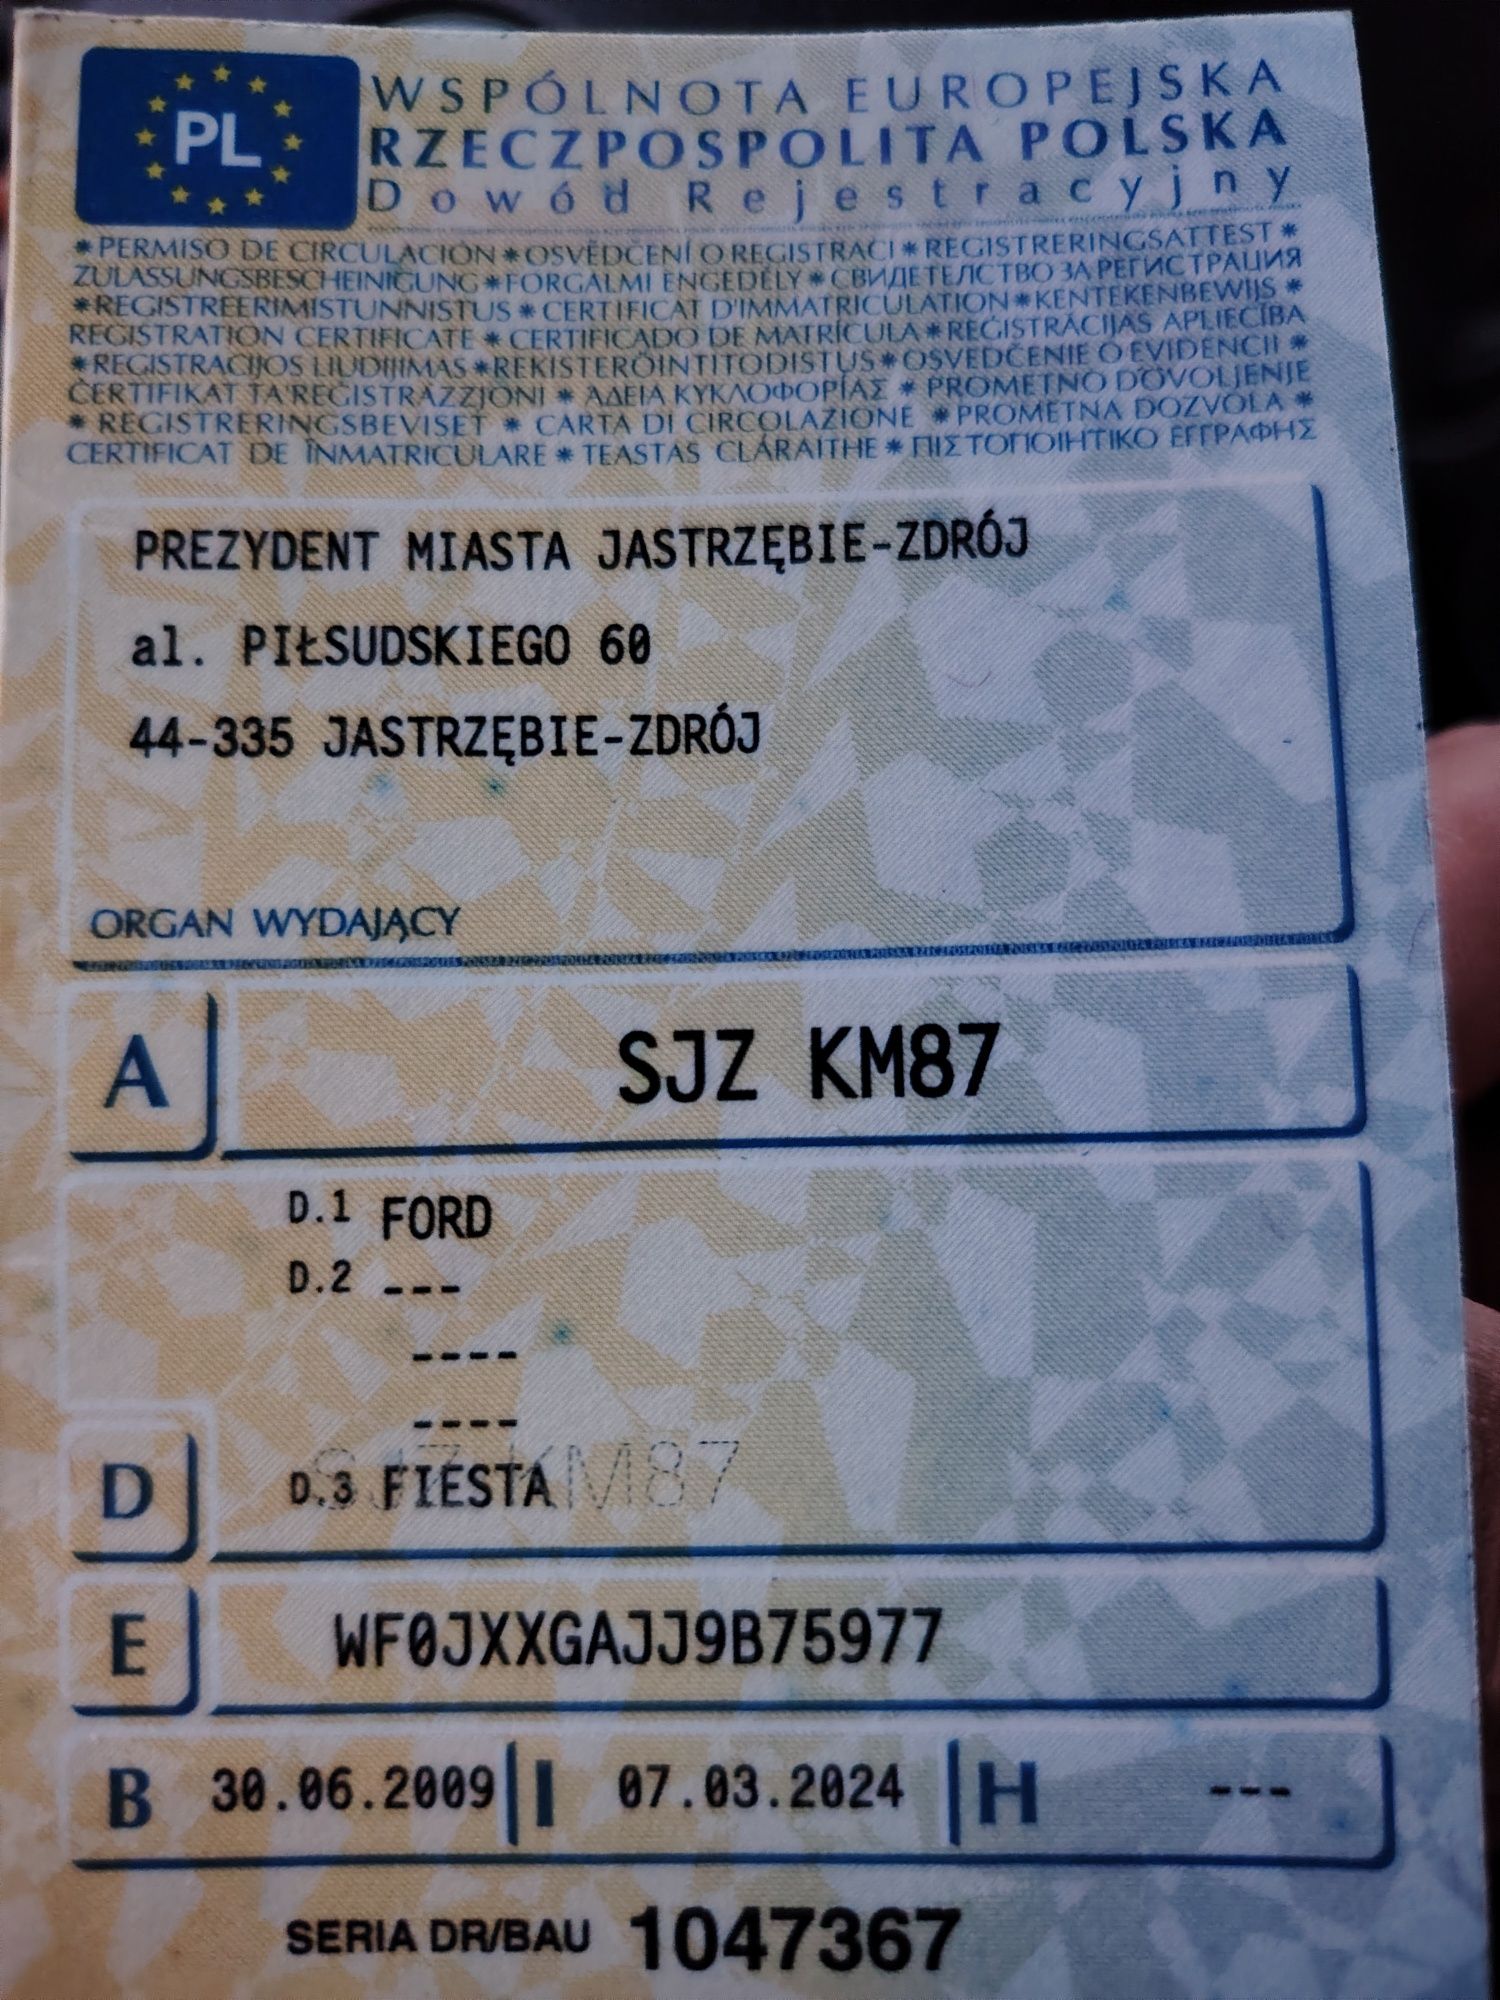 PL
WSPÓLNOTA EUROPEJSKA
RZECZPOSPOLITA POLSKA
Dowód Rejestracyjny
*PERMISO DE CIRCULACIÓN*OSVĚDČENÍ O REGISTRACI*REGISTRERINGSATTEST*
ZULASSUNGSBESCHEINIGUNG*FORGALMI ENGEDÉLY*СВИДЕТЕЛСТВО ЗА РЕГИСТРАЦИЯ
*REGISTREERIMISTUNNISTUS*CERTIFICAT D'IMMATRICULATION*KENTEKENBEWIJS*
REGISTRATION CERTIFICATE*CERTIFICADO DE MATRÍCULA*REĢISTRĀCIJAS APLIECĪBA
*REGISTRACIJOS LIUDIJIMAS*REKISTERÖINTITODISTUS*OSVEDČENIE O EVIDENCII*
ĊERTIFIKAT TA'REĠISTRAZZJONI*ΑΔΕΙΑ ΚΥΚΛΟΦΟΡΙΑΣ*PROMETNO DOVOLJENJE
*REGISTRERINGSBEVISET*CARTA DI CIRCOLAZIONE*PROMETNA DOZVOLA*
CERTIFICAT DE ÎNMATRICULARE*TEASTAS CLÁRAITHE*ΠΙΣΤΟΠΟΙΗΤΙΚΟ ΕΓΓΡΑΦΗΣ
PREZYDENT MIASTA JASTRZĘBIE-ZDRÓJ
al. PIŁSUDSKIEGO 60
44-335 JASTRZĘBIE-ZDRÓJ
ORGAN WYDAJĄCY
A SJZ KM87
D.1 FORD
D.2 ---
----
----
SJZ KM87
D D.3 FIESTA
E WF0JXXGAJJ9B75977
B 30.06.2009 I 07.03.2024 H ---
SERIA DR/BAU 1047367